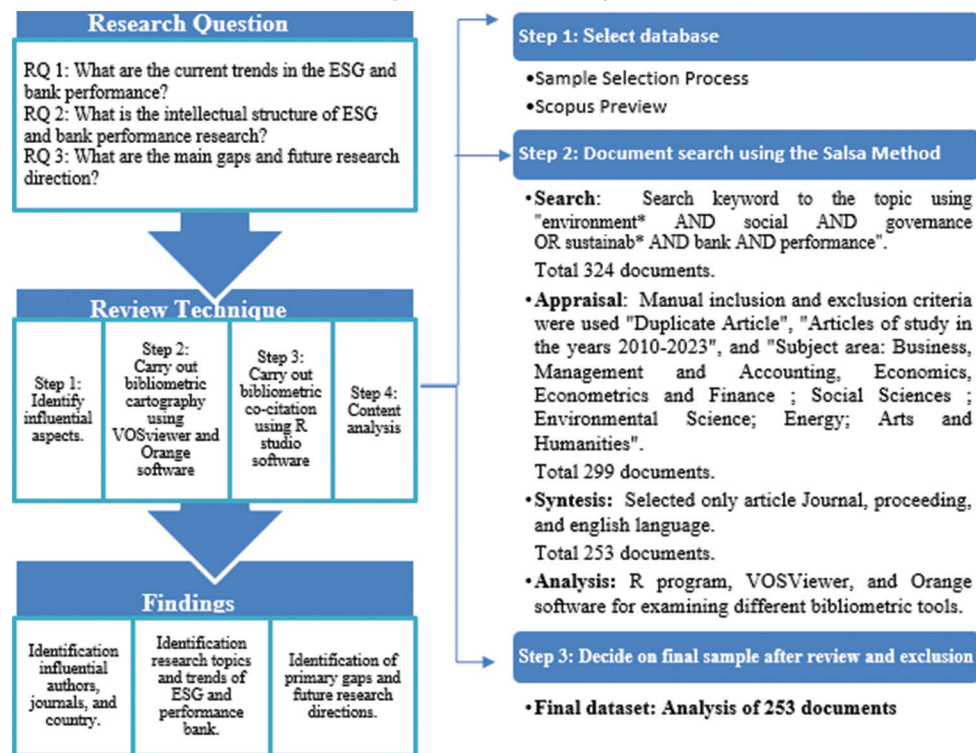 Research Question
RQ 1: What are the current trends in the ESG and
bank performance?
RQ 2: What is the intellectual structure of ESG
and bank performance research?
RQ 3: What are the main gaps and future research
direction?
Review Technique
Step 1:
Identify
influential
aspects.
Step 2:
Carry out
bibliometric
cartography
using
VOSviewer and
Orange
software
Step 3:
Carry out
bibliometric
co-citation
using R
studio
software
Step 4:
Content
analysis
Findings
Identification
influential
authors,
journals, and
country.
Identification
research topics
and trends of
ESG and
performance
bank.
Identification of
primary gaps and
future research
directions.
Step 1: Select database
•Sample Selection Process
•Scopus Preview
Step 2: Document search using the Salsa Method
•Search: Search keyword to the topic using
"environment* AND social AND governance
OR sustainab* AND bank AND performance".
Total 324 documents.
•Appraisal: Manual inclusion and exclusion criteria
were used "Duplicate Article", "Articles of study in
the years 2010-2023", and "Subject area: Business,
Management and Accounting, Economics,
Econometrics and Finance ; Social Sciences ;
Environmental Science; Energy; Arts and
Humanities".
Total 299 documents.
•Syntesis: Selected only article Journal, proceeding,
and english language.
Total 253 documents.
•Analysis: R program, VOSViewer, and Orange
software for examining different bibliometric tools.
Step 3: Decide on final sample after review and exclusion
•Final dataset: Analysis of 253 documents